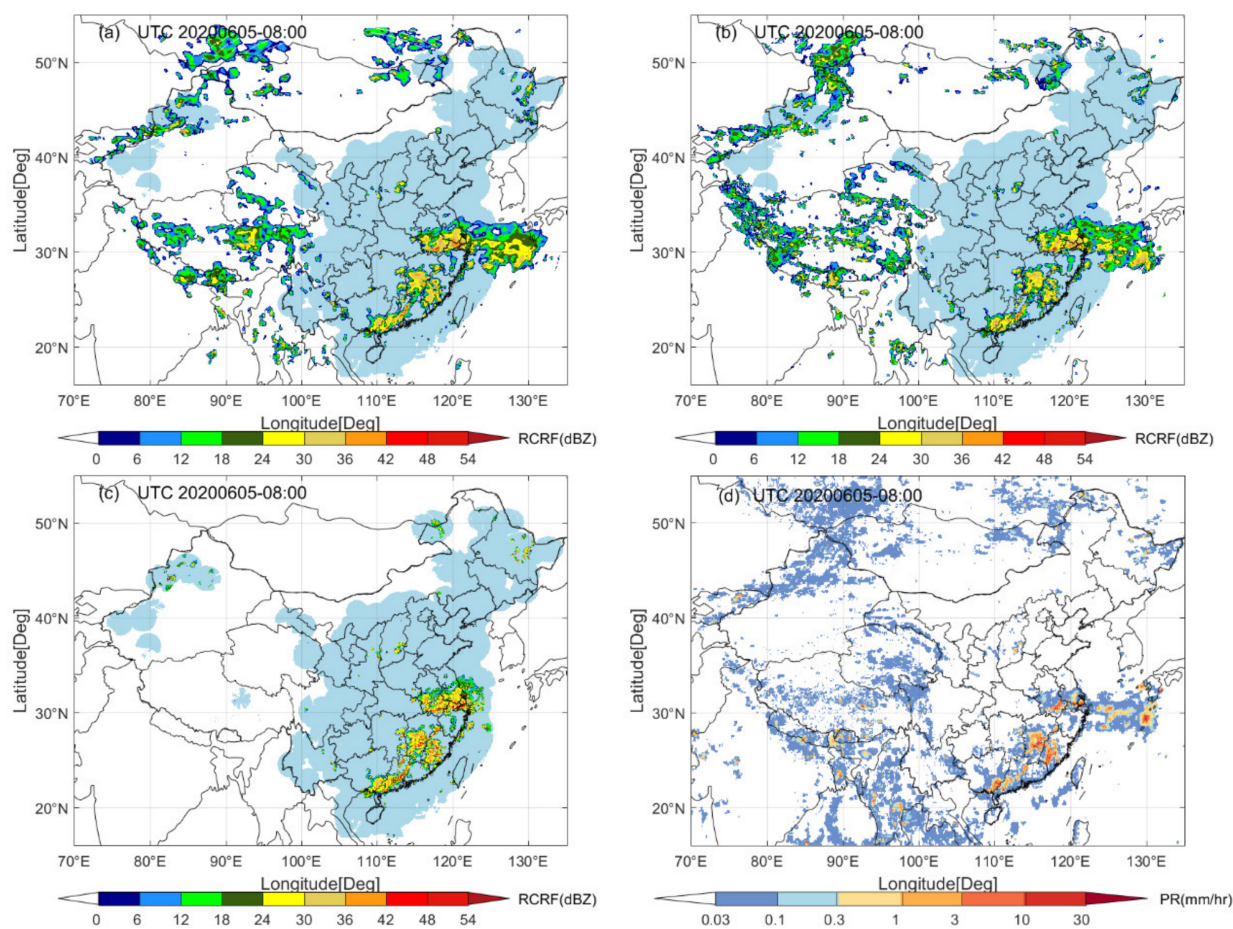 (a) UTC 20200605-08:00
(b) UTC 20200605-08:00
50°N
40°N
30°N
20°N
Latitude[Deg]
50°N
40°N
30°N
20°N
Latitude[Deg]
70°E 80°E 90°E 100°E 110°E 120°E 130°E
70°E 80°E 90°E 100°E 110°E 120°E 130°E
Longitude[Deg]
Longitude[Deg]
RCRF(dBZ)
RCRF(dBZ)
0 6 12 18 24 30 36 42 48 54
0 6 12 18 24 30 36 42 48 54
(c) UTC 20200605-08:00
(d) UTC 20200605-08:00
50°N
40°N
30°N
20°N
Latitude[Deg]
50°N
40°N
30°N
20°N
Latitude[Deg]
70°E 80°E 90°E 100°E 110°E 120°E 130°E
70°E 80°E 90°E 100°E 110°E 120°E 130°E
Longitude[Deg]
Longitude[Deg]
RCRF(dBZ)
PR(mm/hr)
0 6 12 18 24 30 36 42 48 54
0.03 0.1 0.3 1 3 10 30